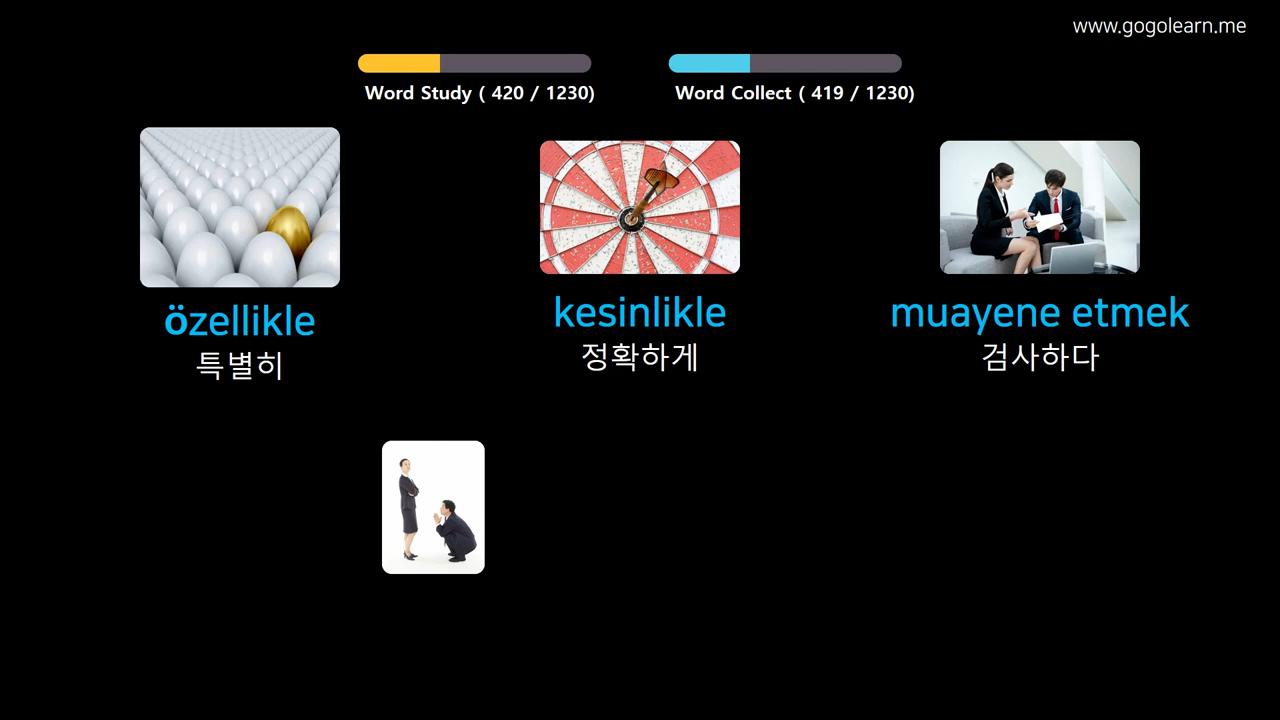 www.gogolearn.me
Word Study ( 420 / 1230)
Word Collect ( 419 / 1230)
özellikle
특별히
kesinlikle
정확하게
muayene etmek
검사하다